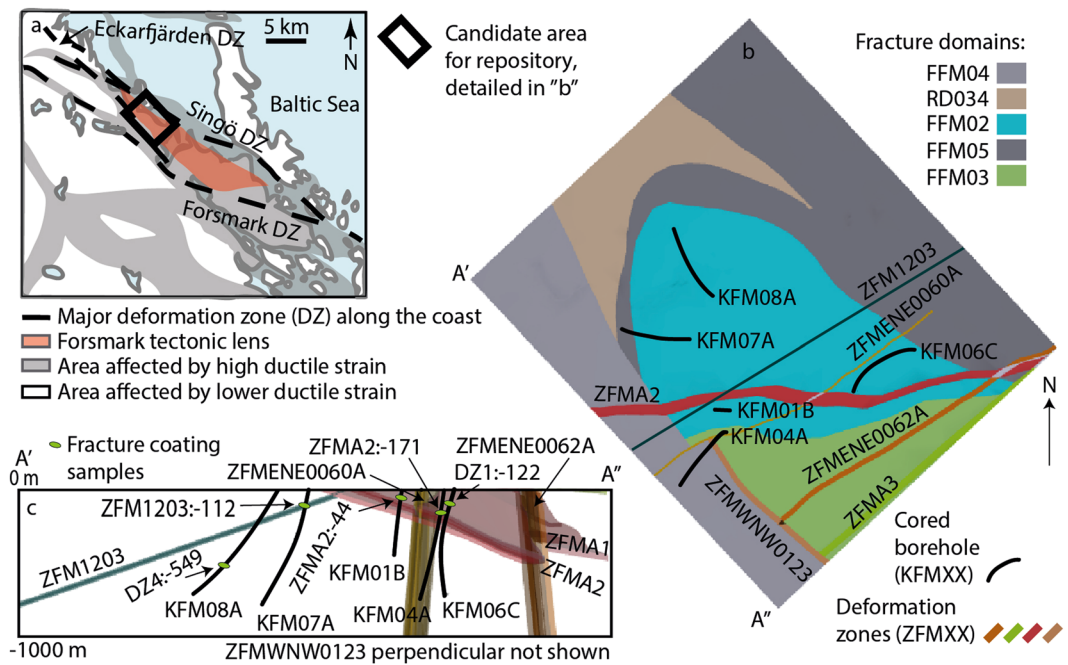 a
Eckarfjärden DZ
5 km
N
Baltic Sea
Singö DZ
Forsmark DZ
Candidate area
for repository,
detailed in ”b”
Major deformation zone (DZ) along the coast
Forsmark tectonic lens
Area affected by high ductile strain
Area affected by lower ductile strain
b
Fracture domains:
FFM04
RD034
FFM02
FFM05
FFM03
A'
KFM08A
ZFM1203
ZFMENE0060A
KFM07A
KFM06C
ZFMA2
KFM01B
KFM04A
ZFMENE0062A
ZFMWNW0123
ZFMA3
A”
N
Cored
borehole
(KFMXX)
Deformation
zones (ZFMXX)
Fracture coating
samples
A'
0 m
c
ZFMA2:-171
ZFMENE0060A
ZFMENE0062A
DZ1:-122
A”
ZFM1203:-112
ZFMA2:-44
ZFM1203
DZ4:-549
KFM08A
KFM07A
KFM01B
KFM04A
KFM06C
ZFMA1
ZFMA2
-1000 m
ZFMWNW0123 perpendicular not shown